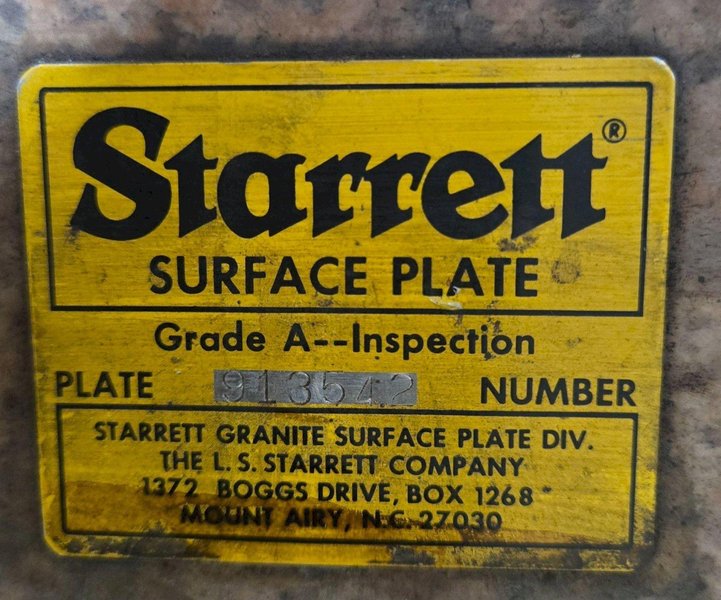 Starrett®
SURFACE PLATE
Grade A--Inspection
PLATE 913542 NUMBER
STARRETT GRANITE SURFACE PLATE DIV.
THE L. S. STARRETT COMPANY
1372 BOGGS DRIVE, BOX 1268
MOUNT AIRY, N.C. 27030